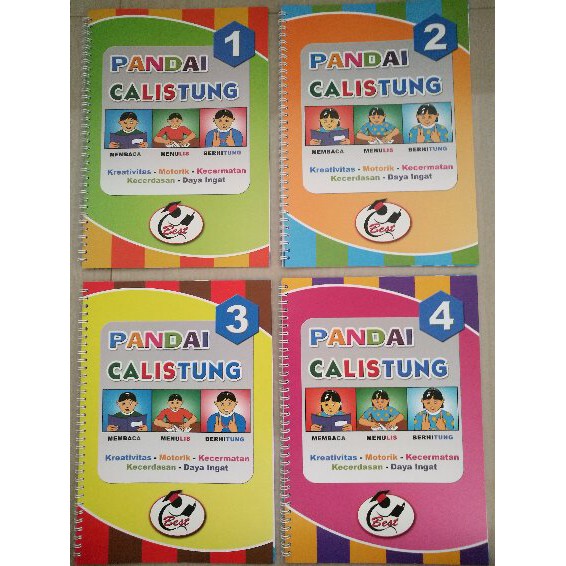 1
PANDAI
CALISTUNG
MEMBACA MENULIS BERHITUNG
Kreativitas - Motorik - Kecermatan
Kecerdasan - Daya Ingat
Best
2
PANDAI
CALISTUNG
MEMBACA MENULIS BERHITUNG
Kreativitas - Motorik - Kecermatan
Kecerdasan - Daya Ingat
Best
3
PANDAI
CALISTUNG
MEMBACA MENULIS BERHITUNG
Kreativitas - Motorik - Kecermatan
Kecerdasan - Daya Ingat
Best
4
PANDAI
CALISTUNG
MEMBACA MENULIS BERHITUNG
Kreativitas - Motorik - Kecermatan
Kecerdasan - Daya Ingat
Best